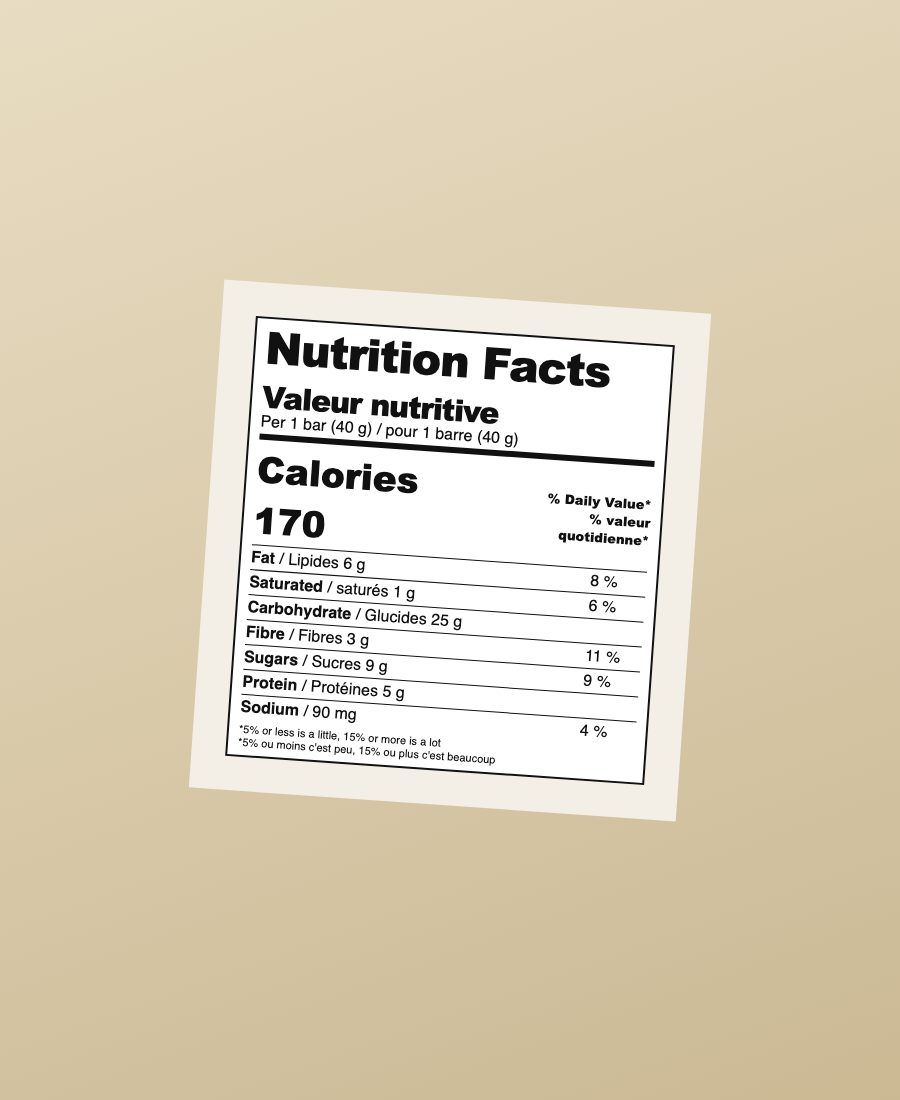 Nutrition Facts
Valeur nutritive
Per 1 bar (40 g) / pour 1 barre (40 g)
Calories
170
% Daily Value*
% valeur
quotidienne*
Fat / Lipides 6 g 8 %
Saturated / saturés 1 g 6 %
Carbohydrate / Glucides 25 g
Fibre / Fibres 3 g 11 %
Sugars / Sucres 9 g 9 %
Protein / Protéines 5 g
Sodium / 90 mg 4 %
*5% or less is a little, 15% or more is a lot
*5% ou moins c'est peu, 15% ou plus c'est beaucoup